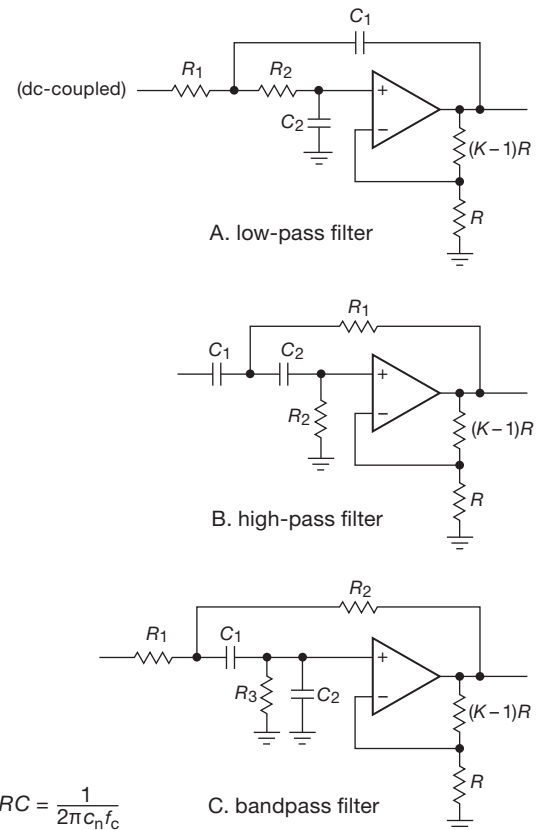 C₁
R₁
R₂
(dc-coupled)
+
C₂
−
(K – 1)R
R
A. low-pass filter
R₁
C₁
C₂
+
R₂
−
(K – 1)R
R
B. high-pass filter
R₂
R₁
C₁
+
R₃
C₂
−
(K – 1)R
R
RC = 1 / 2πcₙf꜀
C. bandpass filter